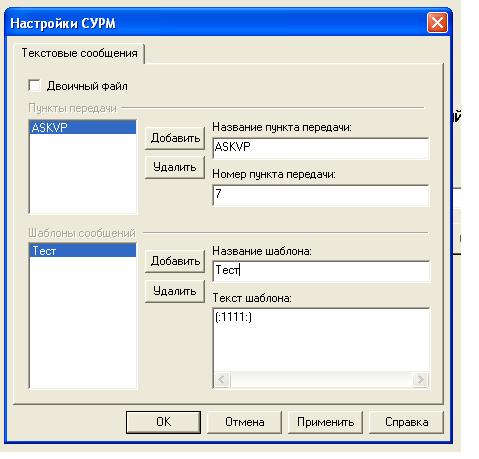 Настройки СУРМ
Текстовые сообщения
Двоичный файл
Пункты передачи
ASKVP
Добавить
Удалить
Название пункта передачи:
ASKVP
Номер пункта передачи:
7
Шаблоны сообщений
Тест
Добавить
Удалить
Название шаблона:
Тест
Текст шаблона:
(:1111:)
OK
Отмена
Применить
Справка